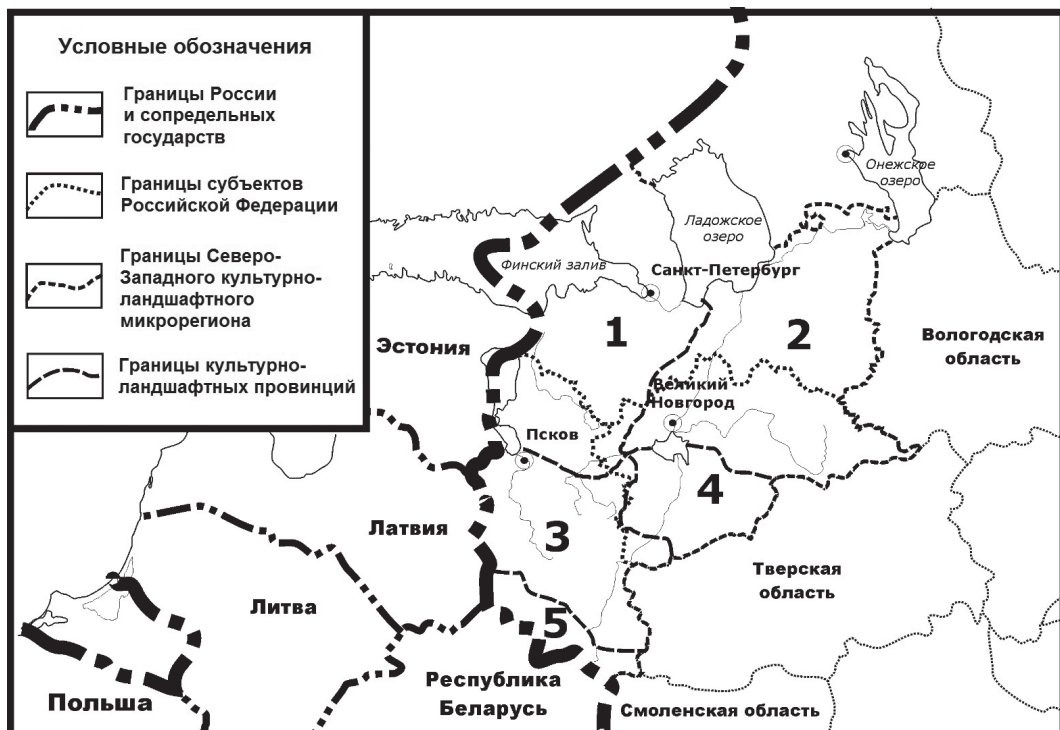 Условные обозначения
Границы России
и сопредельных
государств
Границы субъектов
Российской Федерации
Границы Северо-
Западного культурно-
ландшафтного
микрорегиона
Границы культурно-
ландшафтных провинций
Онежское
озеро
Ладожское
озеро
Финский залив
Санкт-Петербург
1
2
Эстония
Вологодская
область
Великий
Новгород
Псков
4
3
Латвия
Тверская
область
Литва
5
Республика
Беларусь
Польша
Смоленская область